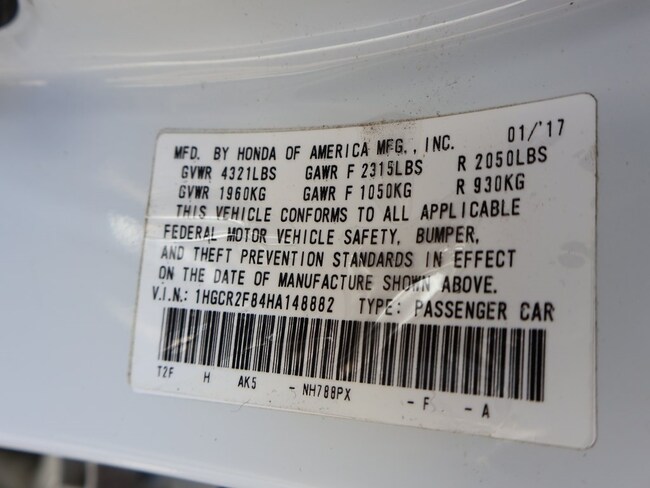 MFD. BY HONDA OF AMERICA MFG., INC. 01/'17
GVWR 4321LBS GAWR F 2315LBS R 2050LBS
GVWR 1960KG GAWR F 1050KG R 930KG
THIS VEHICLE CONFORMS TO ALL APPLICABLE
FEDERAL MOTOR VEHICLE SAFETY, BUMPER,
AND THEFT PREVENTION STANDARDS IN EFFECT
ON THE DATE OF MANUFACTURE SHOWN ABOVE.
V.I.N.: 1HGCR2F84HA148882 TYPE: PASSENGER CAR
T2F H AK5 - NH788PX - F - A